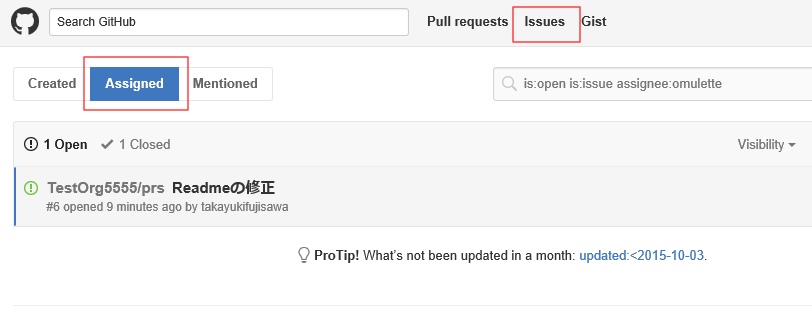 Search GitHub Pull requests Issues Gist
Created Assigned Mentioned is:open is:issue assignee:omulette
1 Open 1 Closed Visibility
TestOrg5555/prs Readmeの修正
#6 opened 9 minutes ago by takayukifujisawa
ProTip! What's not been updated in a month: updated:<2015-10-03.